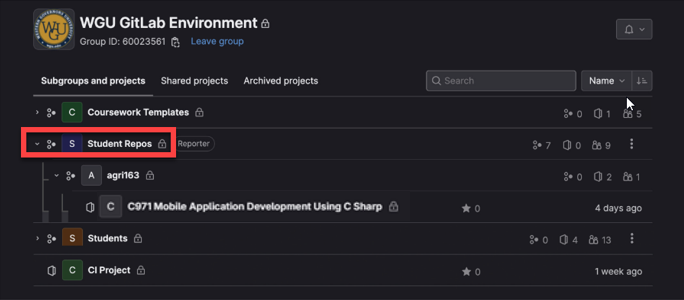 WGU GitLab Environment
Group ID: 60023561 Leave group
Subgroups and projects Shared projects Archived projects Search Name
C Coursework Templates 0 1 5
S Student Repos Reporter 7 0 9
A agri163 0 2 1
C C971 Mobile Application Development Using C Sharp 0 4 days ago
S Students 0 4 13
C CI Project 0 1 week ago